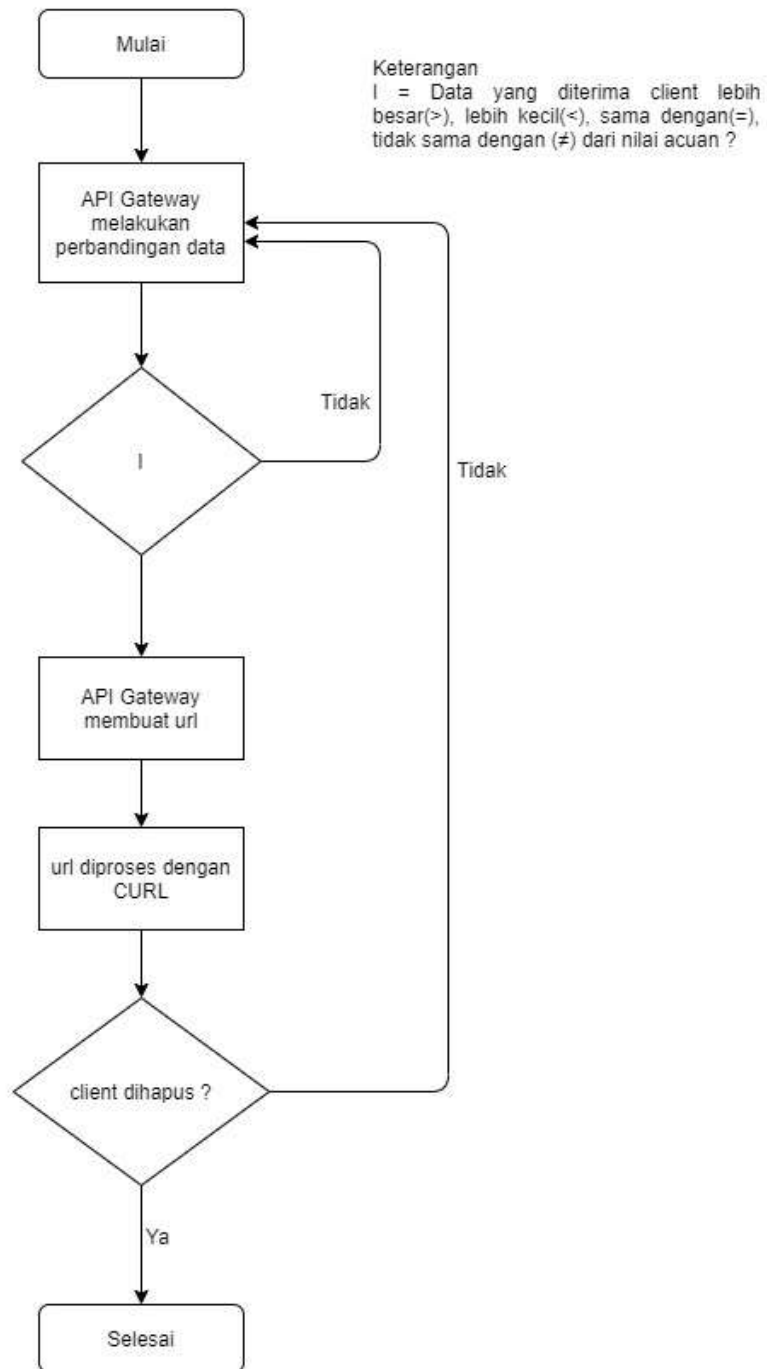 Mulai
Keterangan
I = Data yang diterima client lebih
besar(>), lebih kecil(<), sama dengan(=),
tidak sama dengan (≠) dari nilai acuan ?
API Gateway
melakukan
perbandingan data
Tidak
I
Tidak
API Gateway
membuat url
url diproses dengan
CURL
client dihapus ?
Ya
Selesai